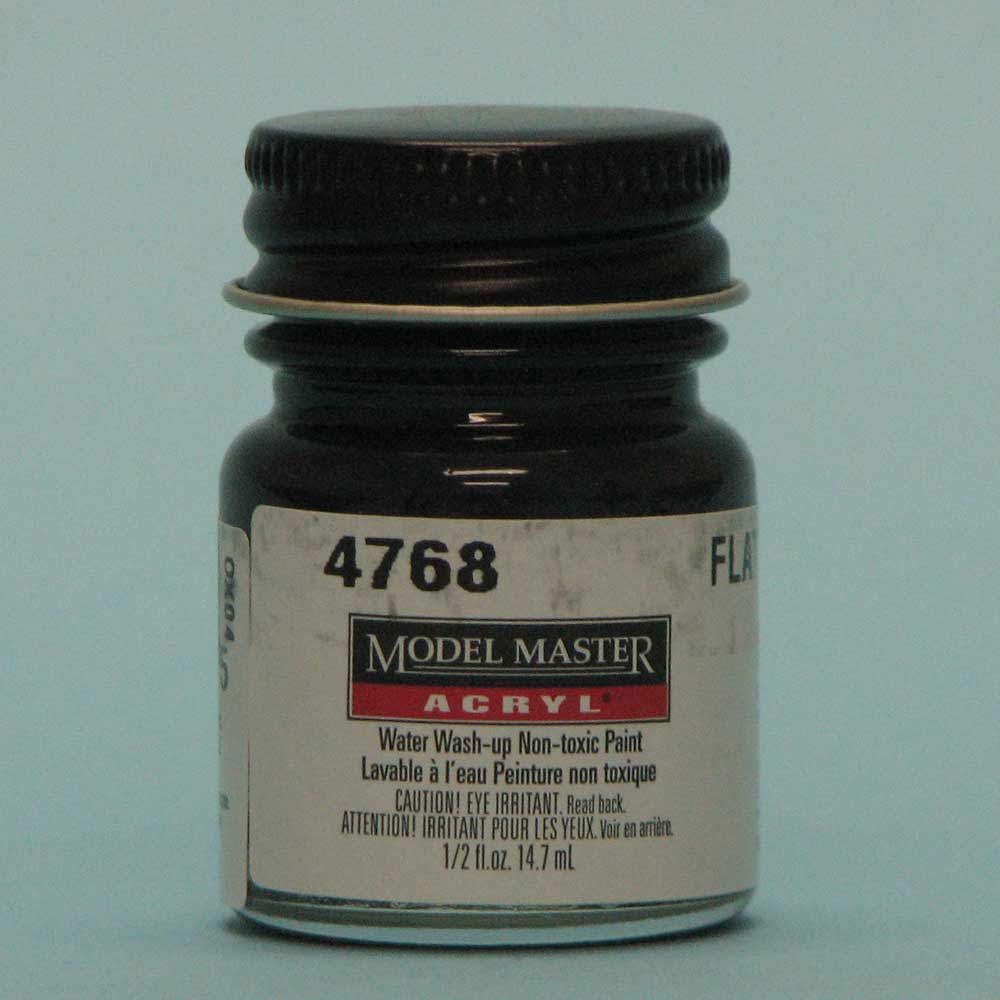 4768
FLA
MODEL MASTER
ACRYL®
Water Wash-up Non-toxic Paint
Lavable à l'eau Peinture non toxique
CAUTION! EYE IRRITANT. Read back.
ATTENTION! IRRITANT POUR LES YEUX. Voir en arrière.
1/2 fl.oz. 14.7 mL